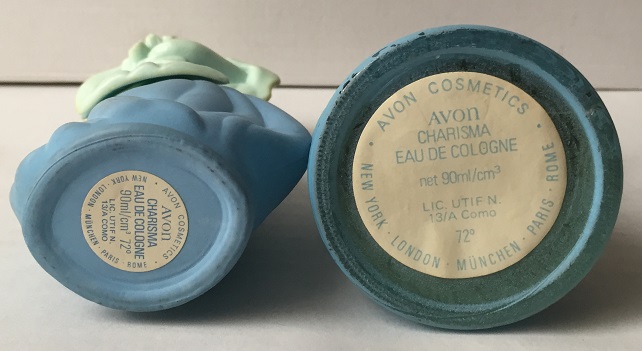 AVON COSMETICS
AVON
CHARISMA
EAU DE COLOGNE
90ml/cm³ 72°
LIC. UTIF N.
13/A COMO
NEW YORK · LONDON · MÜNCHEN · PARIS · ROME ·
· AVON COSMETICS ·
AVON
CHARISMA
EAU DE COLOGNE
net 90ml/cm³
LIC. UTIF N.
13/A Como
72°
NEW YORK · LONDON · MÜNCHEN · PARIS · ROME